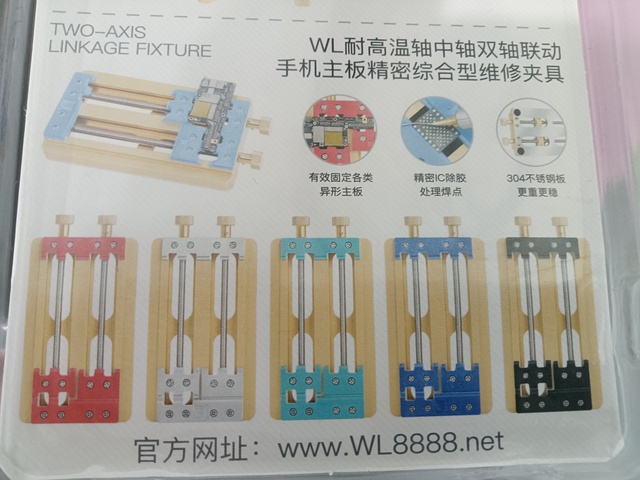 TWO-AXIS
LINKAGE FIXTURE
WL耐高温轴中轴双轴联动
手机主板精密综合型维修夹具
有效固定各类
异形主板
精密IC除胶
处理焊点
304不锈钢板
更重更稳
官方网址：www.WL8888.net